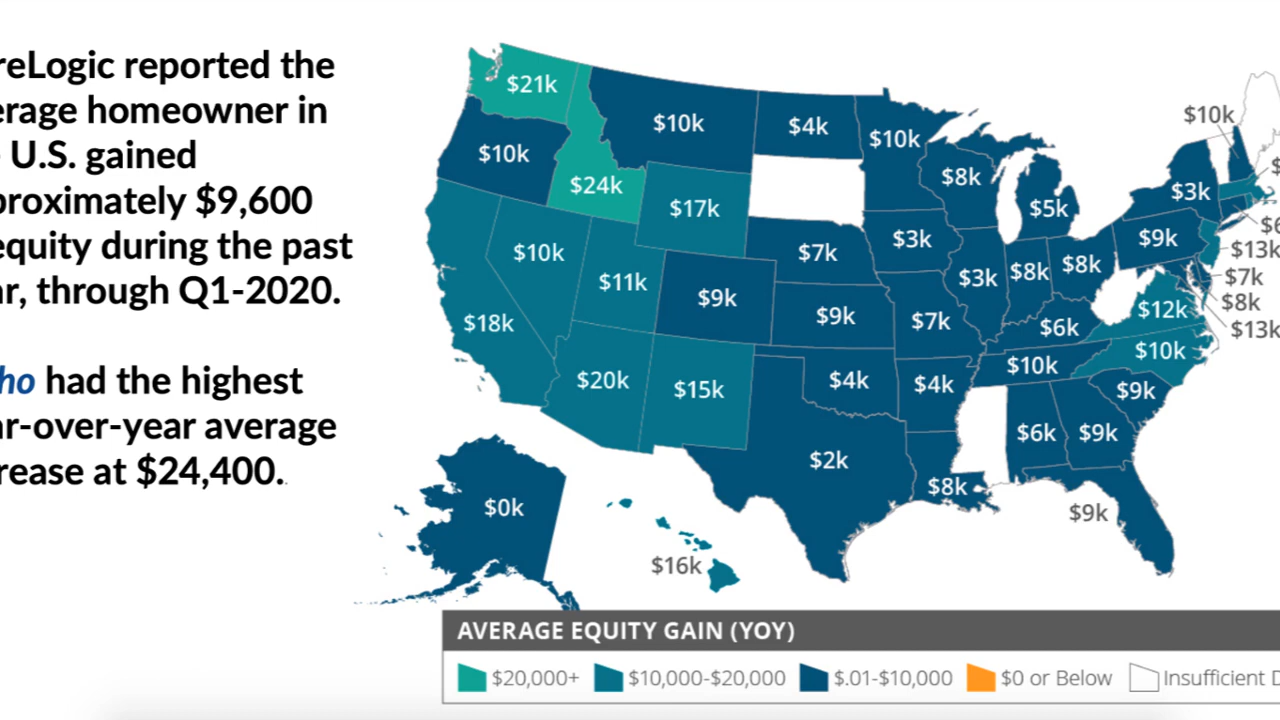 reLogic reported the
erage homeowner in
U.S. gained
proximately $9,600
equity during the past
ar, through Q1-2020.
ho had the highest
ar-over-year average
rease at $24,400.
$21k
$10k
$4k
$10k
$10k
$10k
$24k
$8k
$3k
$17k
$5k
$6
$10k
$7k
$3k
$9k
$13k
$11k
$3k
$8k
$8k
$7k
$9k
$8k
$18k
$9k
$7k
$6k
$12k
$13k
$20k
$15k
$4k
$4k
$10k
$10k
$9k
$2k
$6k
$9k
$8k
$0k
$9k
$16k
AVERAGE EQUITY GAIN (YOY)
$20,000+ $10,000-$20,000 $.01-$10,000 $0 or Below Insufficient D